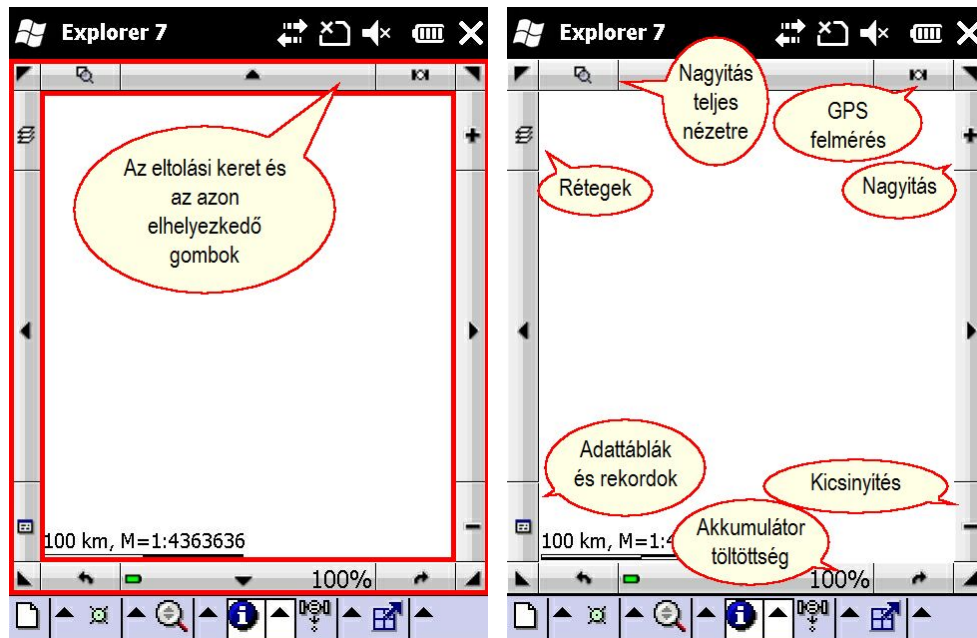 Explorer 7
Az eltolási keret és
az azon
elhelyezkedő
gombok
100 km, M=1:4363636
100%
Explorer 7
Nagyítás
teljes
nézetre
GPS
felmérés
Rétegek
Nagyítás
Adattáblák
és rekordok
Kicsinyítés
100 km, M=1:4
Akkumulátor
töltöttség
100%